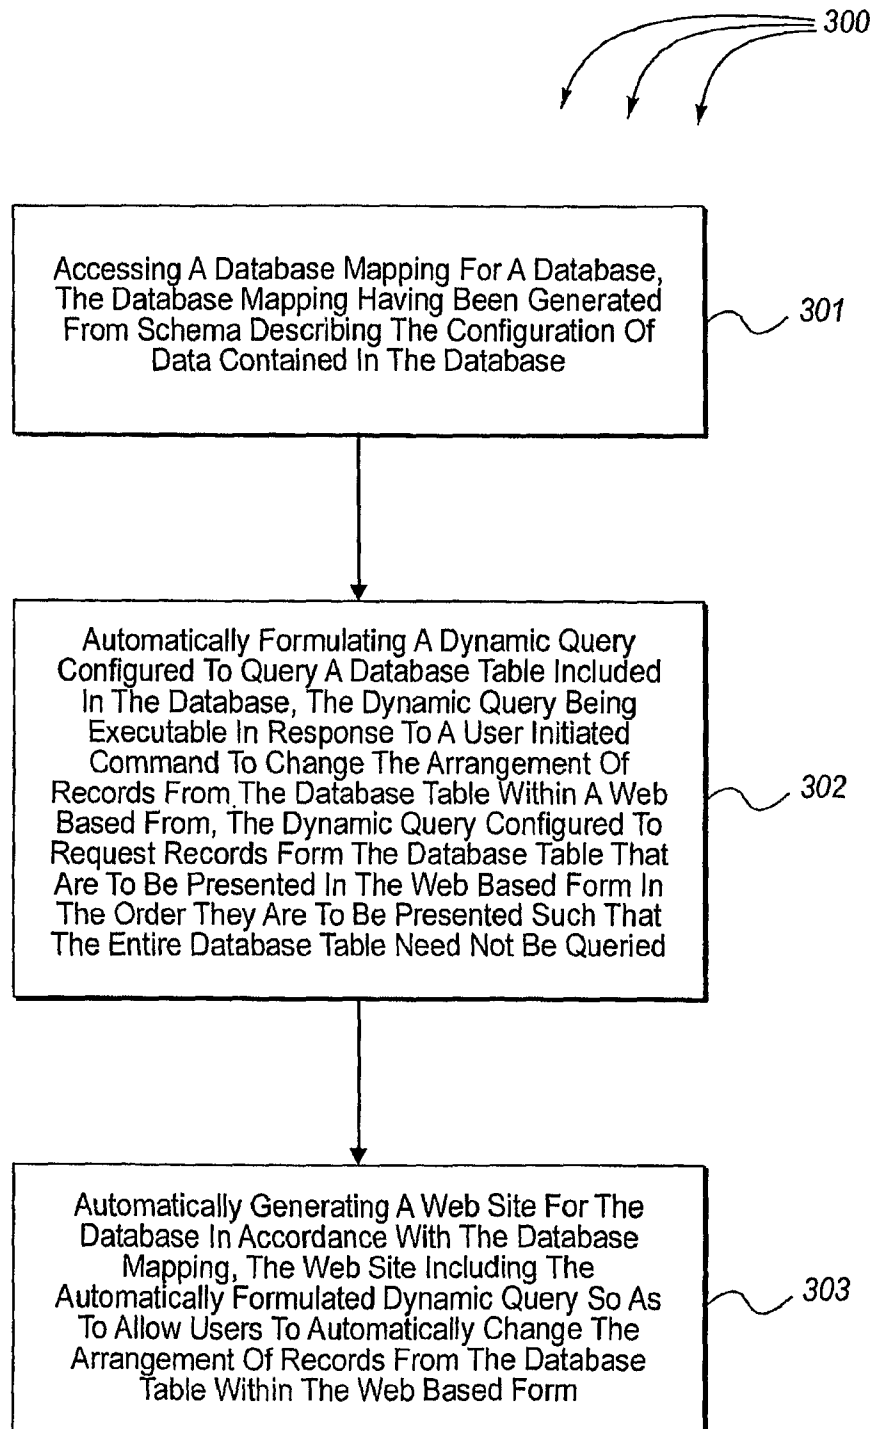 300
Accessing A Database Mapping For A Database,
The Database Mapping Having Been Generated
From Schema Describing The Configuration Of
Data Contained In The Database
301
Automatically Formulating A Dynamic Query
Configured To Query A Database Table Included
In The Database, The Dynamic Query Being
Executable In Response To A User Initiated
Command To Change The Arrangement Of
Records From The Database Table Within A Web
Based From, The Dynamic Query Configured To
Request Records Form The Database Table That
Are To Be Presented In The Web Based Form In
The Order They Are To Be Presented Such That
The Entire Database Table Need Not Be Queried
302
Automatically Generating A Web Site For The
Database In Accordance With The Database
Mapping, The Web Site Including The
Automatically Formulated Dynamic Query So As
To Allow Users To Automatically Change The
Arrangement Of Records From The Database
Table Within The Web Based Form
303